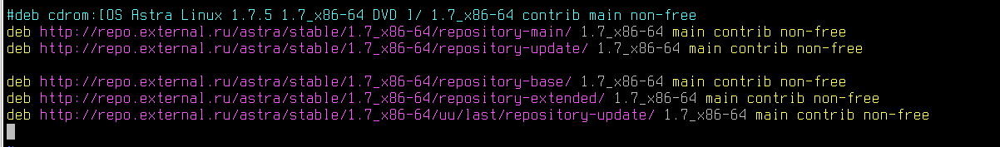 #deb cdrom:[OS Astra Linux 1.7.5 1.7_x86-64 DVD ]/ 1.7_x86-64 contrib main non-free
deb http://repo.external.ru/astra/stable/1.7_x86-64/repository-main/ 1.7_x86-64 main contrib non-free
deb http://repo.external.ru/astra/stable/1.7_x86-64/repository-update/ 1.7_x86-64 main contrib non-free
deb http://repo.external.ru/astra/stable/1.7_x86-64/repository-base/ 1.7_x86-64 main contrib non-free
deb http://repo.external.ru/astra/stable/1.7_x86-64/repository-extended/ 1.7_x86-64 main contrib non-free
deb http://repo.external.ru/astra/stable/1.7_x86-64/uu/last/repository-update/ 1.7_x86-64 main contrib non-free